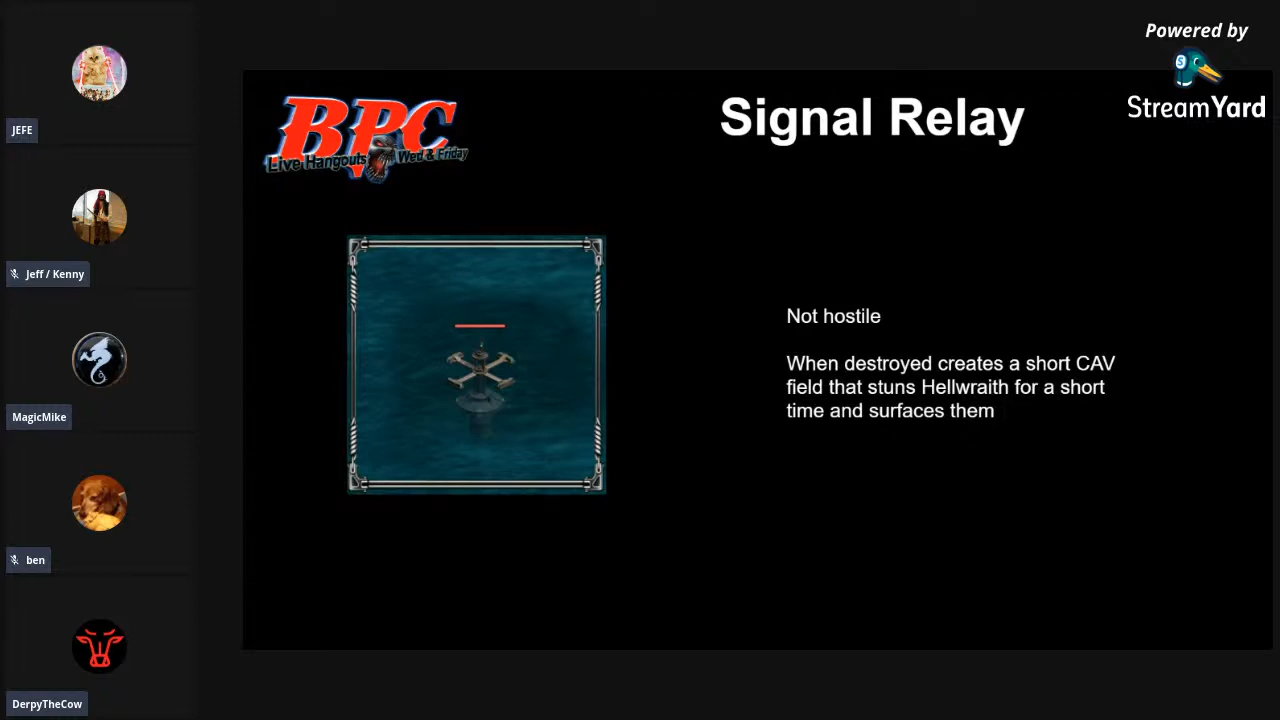 Powered by
StreamYard
JEFE
Jeff / Kenny
MagicMike
ben
DerpyTheCow
BPC
Live Hangouts Wed & Friday
Signal Relay
Not hostile
When destroyed creates a short CAV
field that stuns Hellwraith for a short
time and surfaces them